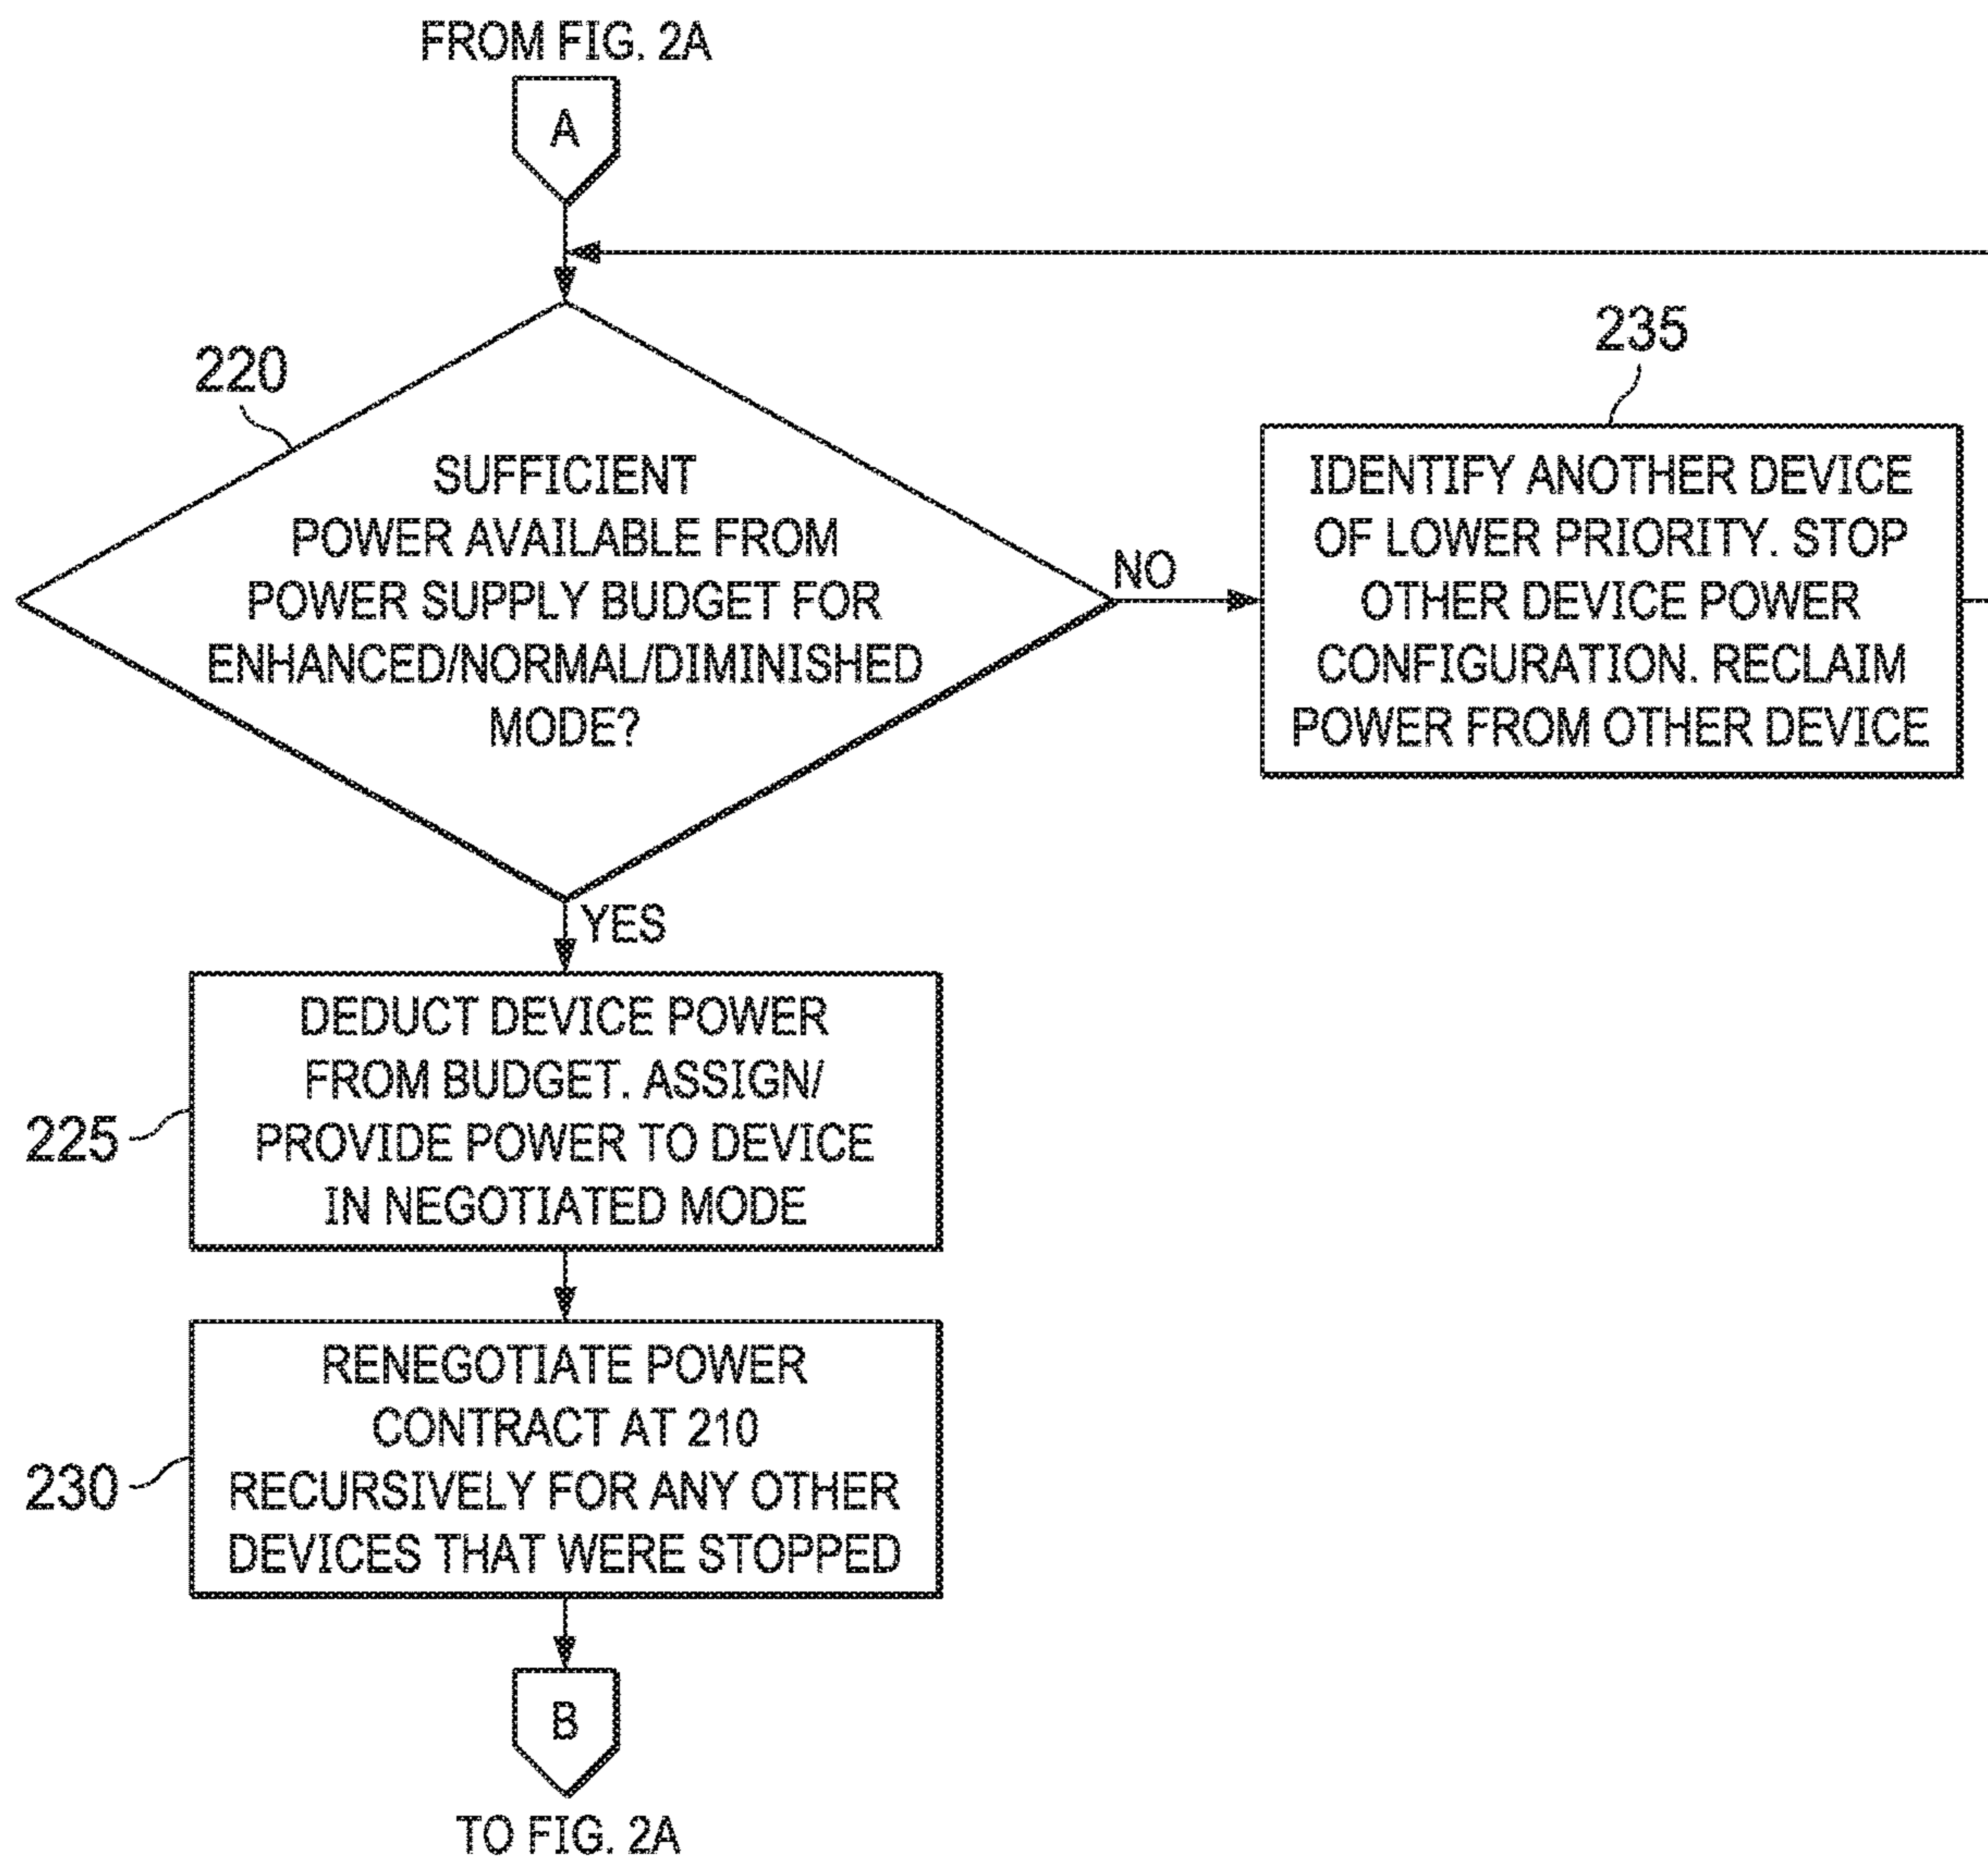 FROM FIG. 2A
A
220
SUFFICIENT
POWER AVAILABLE FROM
POWER SUPPLY BUDGET FOR
ENHANCED/NORMAL/DIMINISHED
MODE?
NO
235
IDENTIFY ANOTHER DEVICE
OF LOWER PRIORITY. STOP
OTHER DEVICE POWER
CONFIGURATION. RECLAIM
POWER FROM OTHER DEVICE
YES
225
DEDUCT DEVICE POWER
FROM BUDGET. ASSIGN/
PROVIDE POWER TO DEVICE
IN NEGOTIATED MODE
230
RENEGOTIATE POWER
CONTRACT AT 210
RECURSIVELY FOR ANY OTHER
DEVICES THAT WERE STOPPED
B
TO FIG. 2A